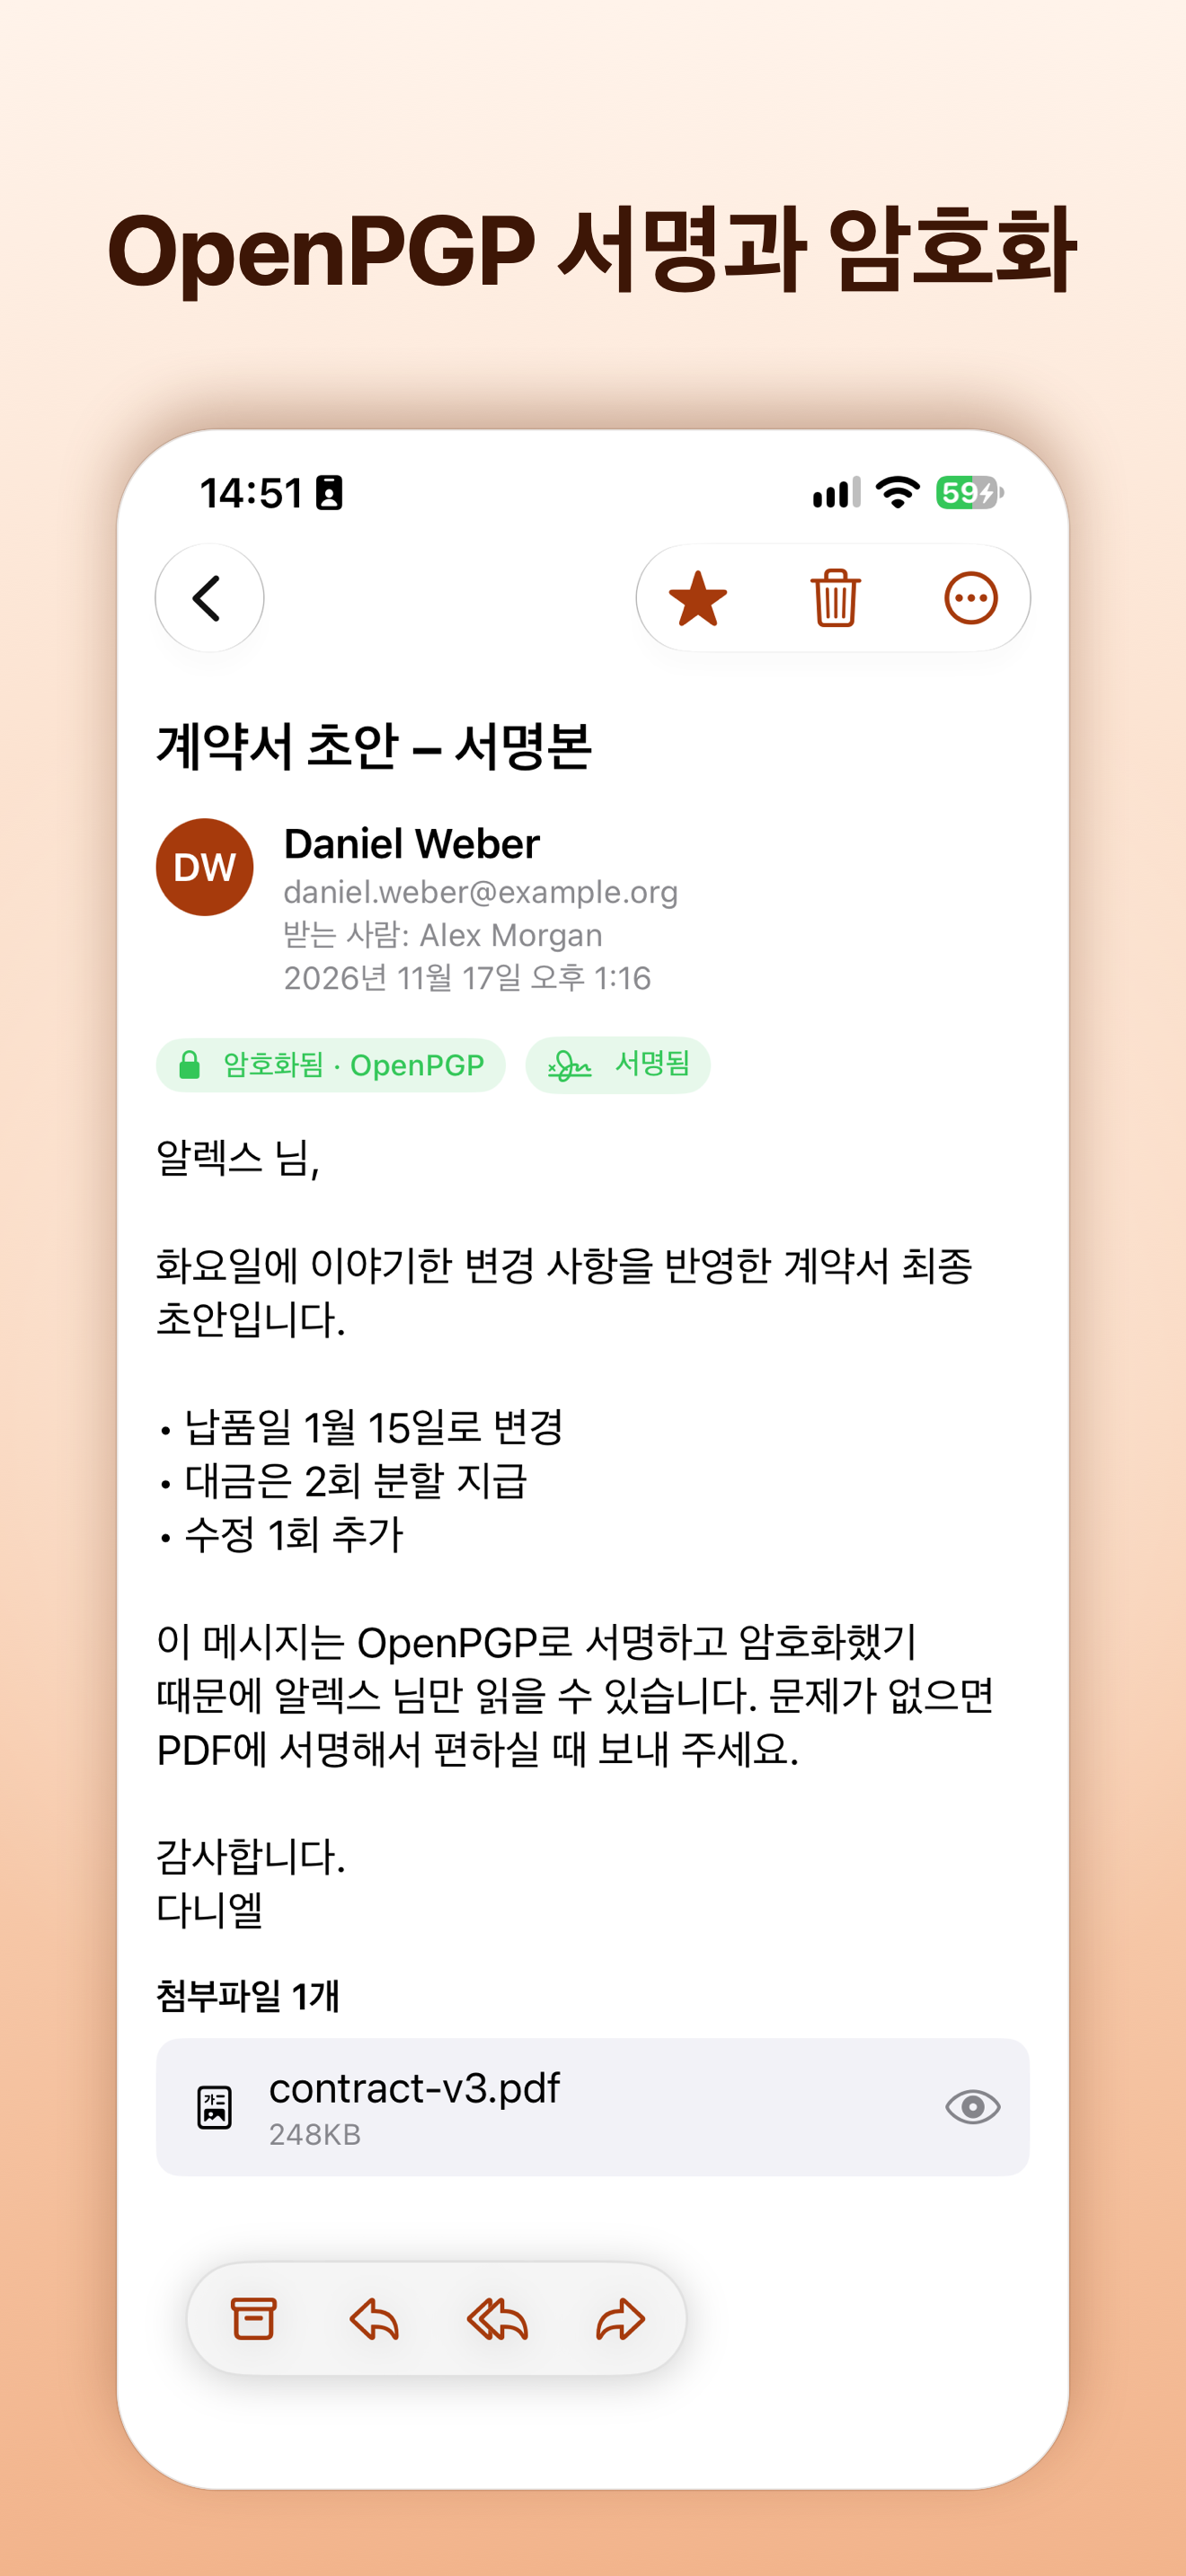 OpenPGP 서명과 암호화
14:51
59
계약서 초안 – 서명본
DW
Daniel Weber
daniel.weber@example.org
받는 사람: Alex Morgan
2026년 11월 17일 오후 1:16
암호화됨 · OpenPGP
서명됨
알렉스 님,
화요일에 이야기한 변경 사항을 반영한 계약서 최종
초안입니다.
• 납품일 1월 15일로 변경
• 대금은 2회 분할 지급
• 수정 1회 추가
이 메시지는 OpenPGP로 서명하고 암호화했기
때문에 알렉스 님만 읽을 수 있습니다. 문제가 없으면
PDF에 서명해서 편하실 때 보내 주세요.
감사합니다.
다니엘
첨부파일 1개
contract-v3.pdf
248KB